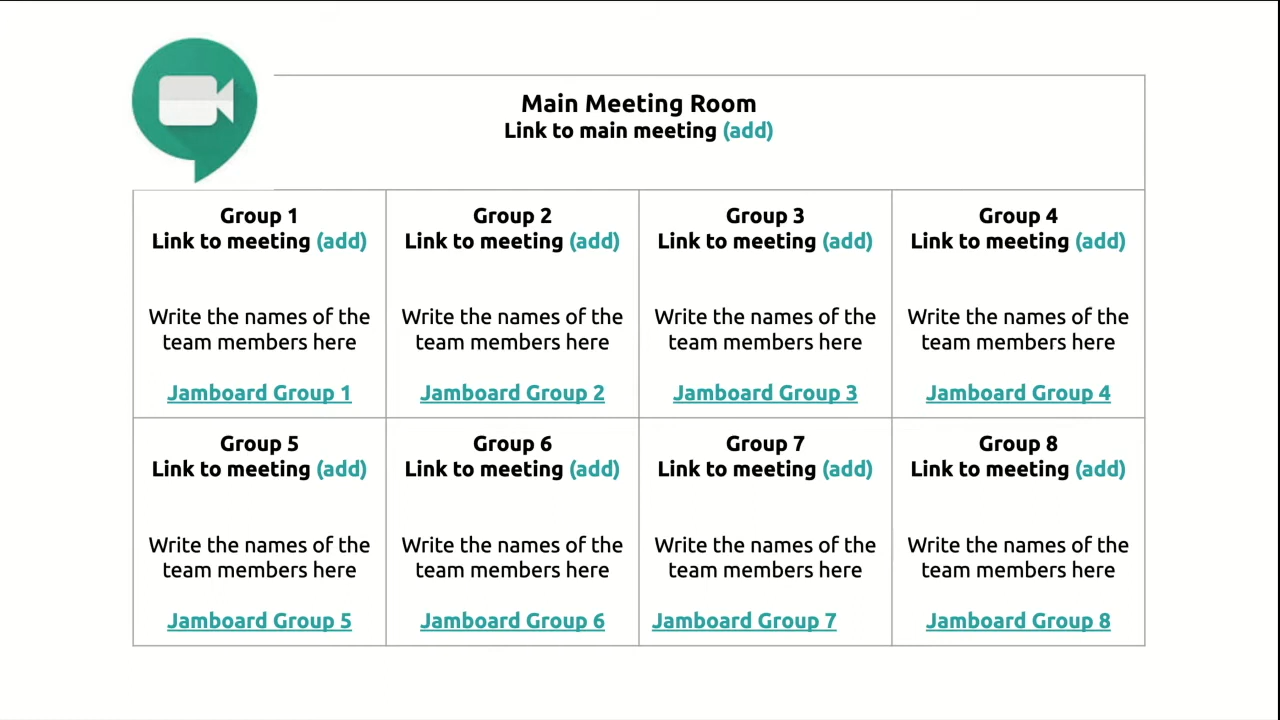 Main Meeting Room
Link to main meeting (add)
Group 1
Link to meeting (add)
Write the names of the
team members here
Jamboard Group 1
Group 2
Link to meeting (add)
Write the names of the
team members here
Jamboard Group 2
Group 3
Link to meeting (add)
Write the names of the
team members here
Jamboard Group 3
Group 4
Link to meeting (add)
Write the names of the
team members here
Jamboard Group 4
Group 5
Link to meeting (add)
Write the names of the
team members here
Jamboard Group 5
Group 6
Link to meeting (add)
Write the names of the
team members here
Jamboard Group 6
Group 7
Link to meeting (add)
Write the names of the
team members here
Jamboard Group 7
Group 8
Link to meeting (add)
Write the names of the
team members here
Jamboard Group 8